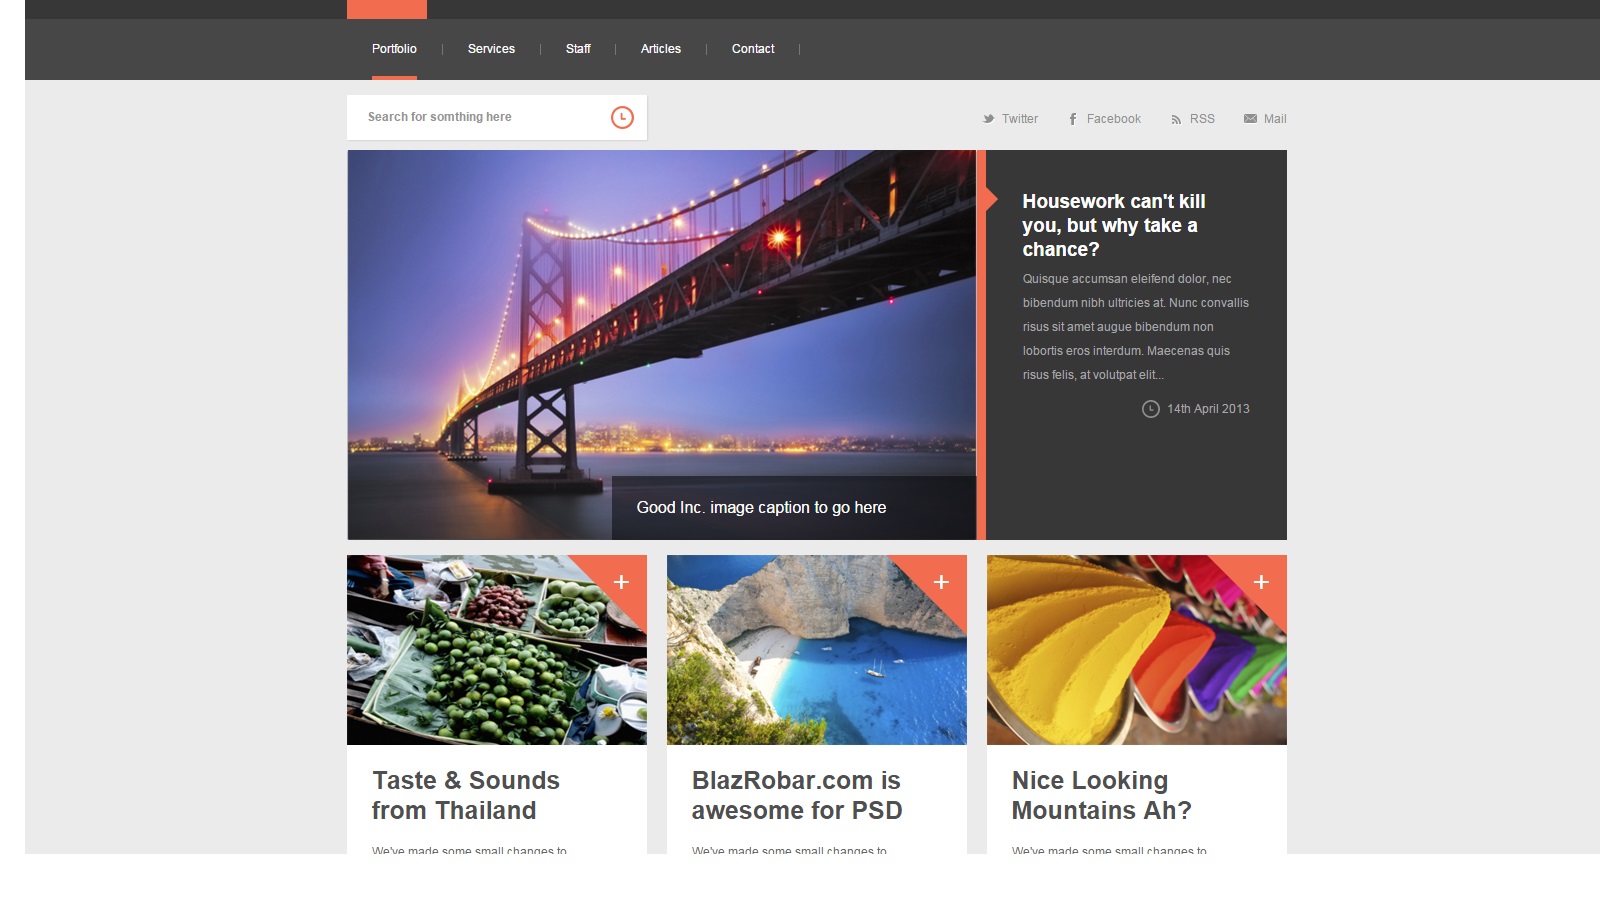 Portfolio
Services
Staff
Articles
Contact
Search for somthing here
Twitter
Facebook
RSS
Mail
Housework can't kill
you, but why take a
chance?
Quisque accumsan eleifend dolor, nec
bibendum nibh ultricies at. Nunc convallis
risus sit amet augue bibendum non
lobortis eros interdum. Maecenas quis
risus felis, at volutpat elit...
14th April 2013
Good Inc. image caption to go here
+
+
+
Taste & Sounds
from Thailand
We've made some small changes to
BlazRobar.com is
awesome for PSD
We've made some small changes to
Nice Looking
Mountains Ah?
We've made some small changes to